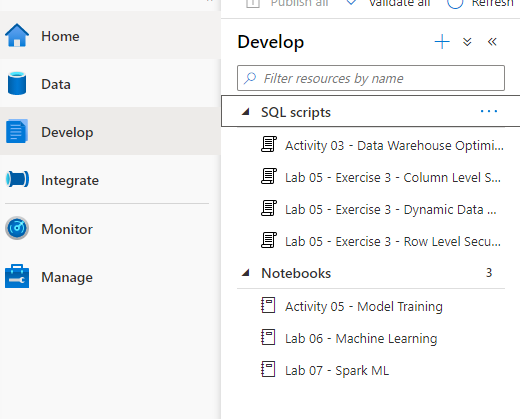 Publish all
Validate all
Refresh
Home
Data
Develop
Integrate
Monitor
Manage
Develop
Filter resources by name
SQL scripts
Activity 03 - Data Warehouse Optimi...
Lab 05 - Exercise 3 - Column Level S...
Lab 05 - Exercise 3 - Dynamic Data ...
Lab 05 - Exercise 3 - Row Level Secu...
Notebooks 3
Activity 05 - Model Training
Lab 06 - Machine Learning
Lab 07 - Spark ML